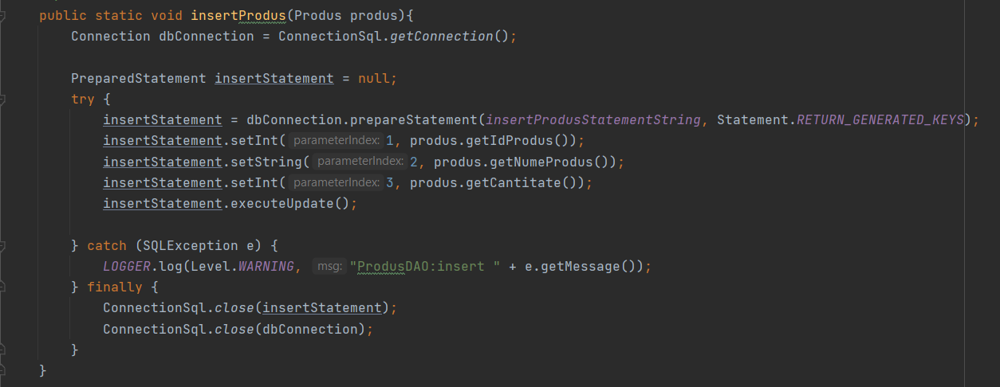 public static void insertProdus(Produs produs){
Connection dbConnection = ConnectionSql.getConnection();
PreparedStatement insertStatement = null;
try {
insertStatement = dbConnection.prepareStatement(insertProdusStatementString, Statement.RETURN_GENERATED_KEYS);
insertStatement.setInt( parameterIndex: 1, produs.getIdProdus());
insertStatement.setString( parameterIndex: 2, produs.getNumeProdus());
insertStatement.setInt( parameterIndex: 3, produs.getCantitate());
insertStatement.executeUpdate();
} catch (SQLException e) {
LOGGER.log(Level.WARNING, msg: "ProdusDAO:insert " + e.getMessage());
} finally {
ConnectionSql.close(insertStatement);
ConnectionSql.close(dbConnection);
}
}